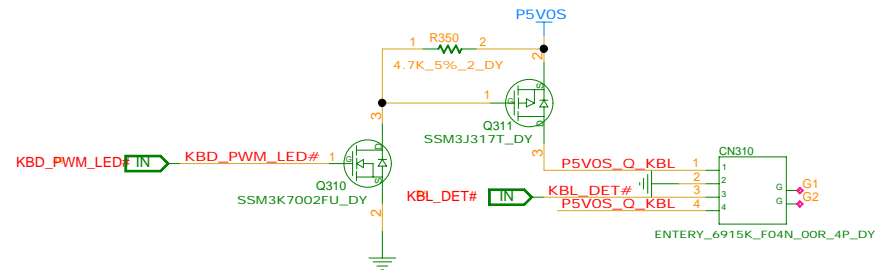 P5V0S
1 R350 2
4.7K_5%_2_DY
2
S
1 G
D
Q311
SSM3J317T_DY
3
3
D
KBD_PWM_LED# IN KBD_PWM_LED# 1 G
S
Q310
SSM3K7002FU_DY
2
CN310
P5V0S_Q_KBL 1 1
2 2
KBL_DET# IN KBL_DET# 3 3
P5V0S_Q_KBL 4 4
G G1
G G2
ENTERY_6915K_F04N_00R_4P_DY